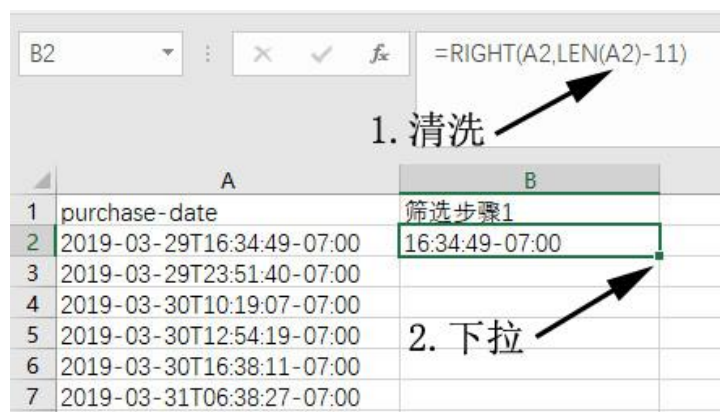 B2 fx =RIGHT(A2,LEN(A2)-11)
1. 清洗
A B
1 purchase-date 筛选步骤1
2 2019-03-29T16:34:49-07:00 16:34:49-07:00
3 2019-03-29T23:51:40-07:00
4 2019-03-30T10:19:07-07:00
5 2019-03-30T12:54:19-07:00
2. 下拉
6 2019-03-30T16:38:11-07:00
7 2019-03-31T06:38:27-07:00